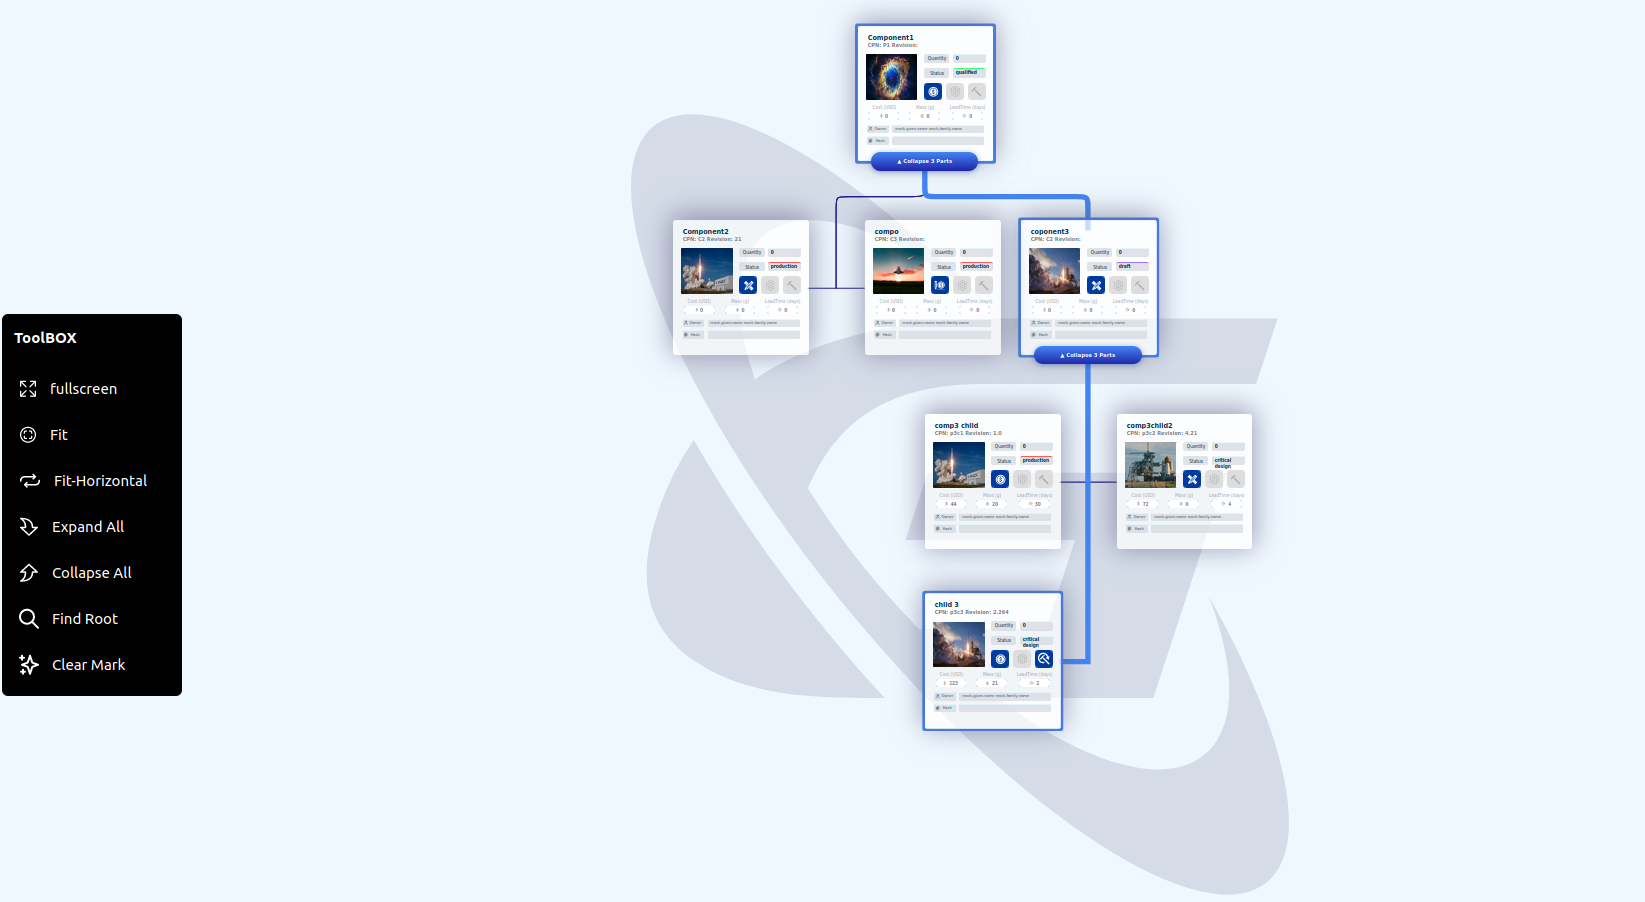 Component1
CPN: P1 Revision:
Quantity 0
Status qualified
Cost (USD) Mass (g) LeadTime (days)
0 0 0
Owner mock.given.name mock.family.name
Hash
▲ Collapse 3 Parts
Component2
CPN: C2 Revision: 21
Quantity 0
Status production
Cost (USD) Mass (g) LeadTime (days)
0 0 0
Owner mock.given.name mock.family.name
Hash
compo
CPN: C3 Revision:
Quantity 0
Status production
Cost (USD) Mass (g) LeadTime (days)
0 0 0
Owner mock.given.name mock.family.name
Hash
coponent3
CPN: C2 Revision:
Quantity 0
Status draft
Cost (USD) Mass (g) LeadTime (days)
0 0 0
Owner mock.given.name mock.family.name
Hash
▲ Collapse 3 Parts
ToolBOX
fullscreen
Fit
Fit-Horizontal
Expand All
Collapse All
Find Root
Clear Mark
comp3 child
CPN: p3c1 Revision: 1.0
Quantity 0
Status production
Cost (USD) Mass (g) LeadTime (days)
44 20 30
Owner mock.given.name mock.family.name
Hash
comp3child2
CPN: p3c2 Revision: 4.21
Quantity 0
Status critical
design
Cost (USD) Mass (g) LeadTime (days)
72 8 4
Owner mock.given.name mock.family.name
Hash
child 3
CPN: p3c3 Revision: 2.264
Quantity 0
Status critical
design
Cost (USD) Mass (g) LeadTime (days)
123 21 2
Owner mock.given.name mock.family.name
Hash